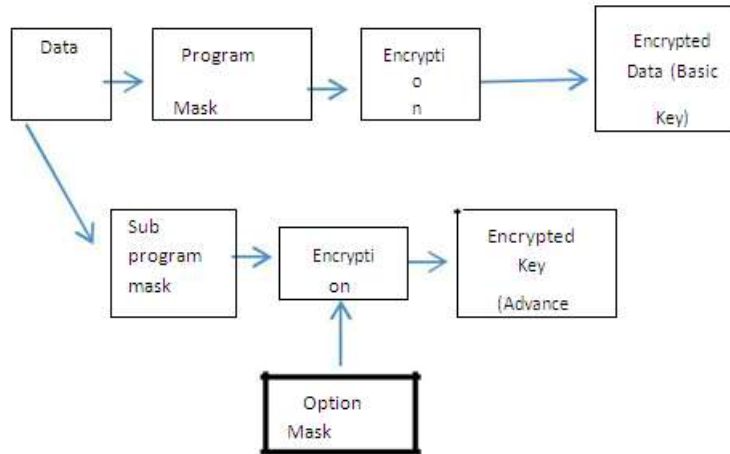 Data
Program
Mask
Encrypti
o
n
Encrypted
Data (Basic
Key)
Sub
program
mask
Encrypti
on
Encrypted
Key
(Advance
Option
Mask